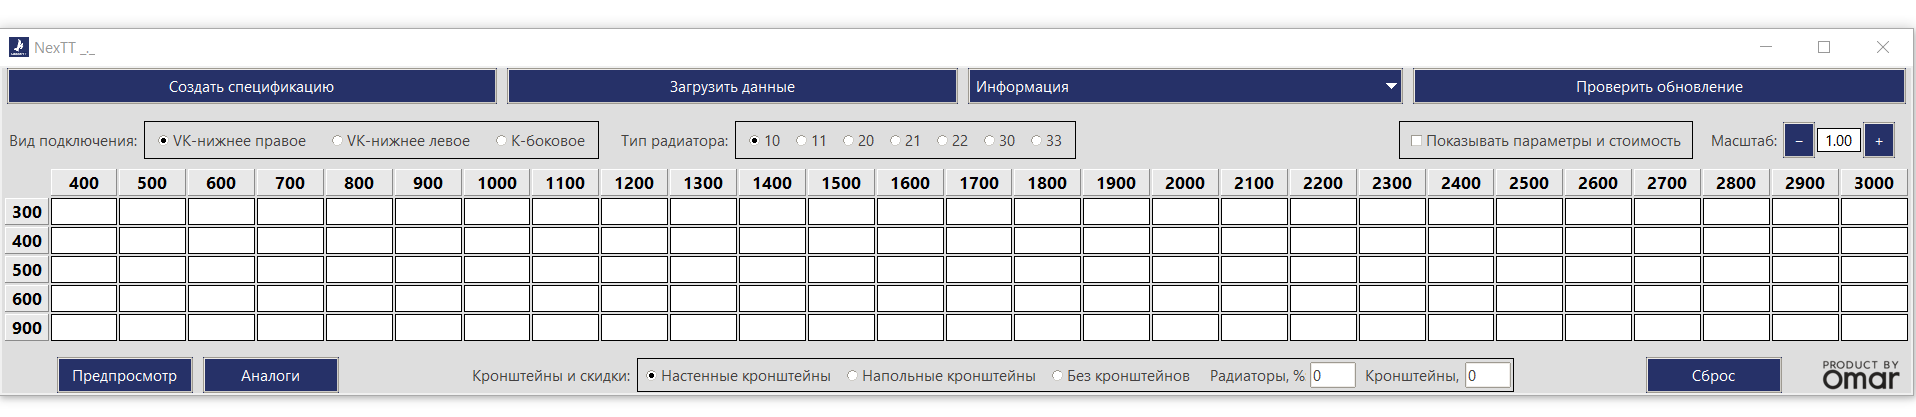 NexTT _._
Создать спецификацию Загрузить данные Информация Проверить обновление
Вид подключения: VK-нижнее правое VK-нижнее левое K-боковое Тип радиатора: 10 11 20 21 22 30 33 Показывать параметры и стоимость Масштаб: – 1.00 +
400 500 600 700 800 900 1000 1100 1200 1300 1400 1500 1600 1700 1800 1900 2000 2100 2200 2300 2400 2500 2600 2700 2800 2900 3000
300
400
500
600
900
Предпросмотр Аналоги Кронштейны и скидки: Настенные кронштейны Напольные кронштейны Без кронштейнов Радиаторы, % 0 Кронштейны, 0 Сброс PRODUCT BY
Omar